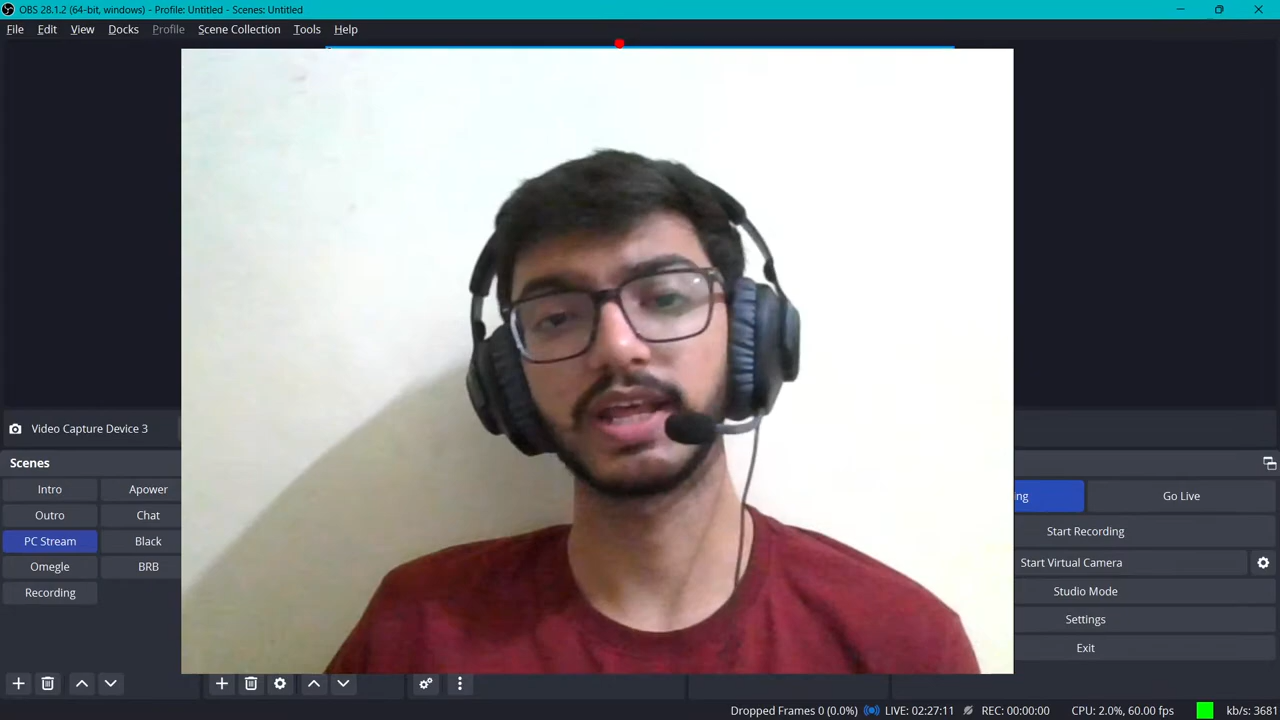 OBS 28.1.2 (64-bit, windows) - Profile: Untitled - Scenes: Untitled
File Edit View Docks Profile Scene Collection Tools Help
Video Capture Device 3
Scenes
Intro Apower
Outro Chat
PC Stream Black
Omegle BRB
Recording
ng Go Live
Start Recording
Start Virtual Camera
Studio Mode
Settings
Exit
Dropped Frames 0 (0.0%) LIVE: 02:27:11 REC: 00:00:00 CPU: 2.0%, 60.00 fps kb/s: 3681